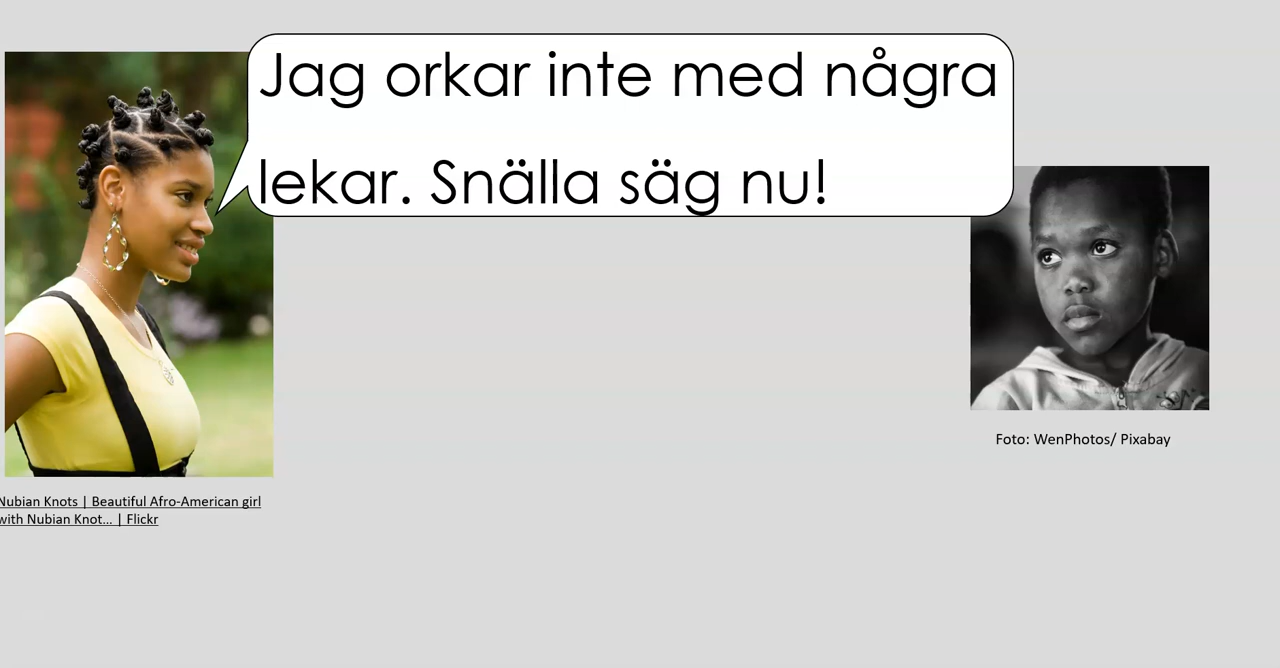 Jag orkar inte med några
lekar. Snälla säg nu!
Foto: WenPhotos/ Pixabay
Nubian Knots | Beautiful Afro-American girl
with Nubian Knot... | Flickr